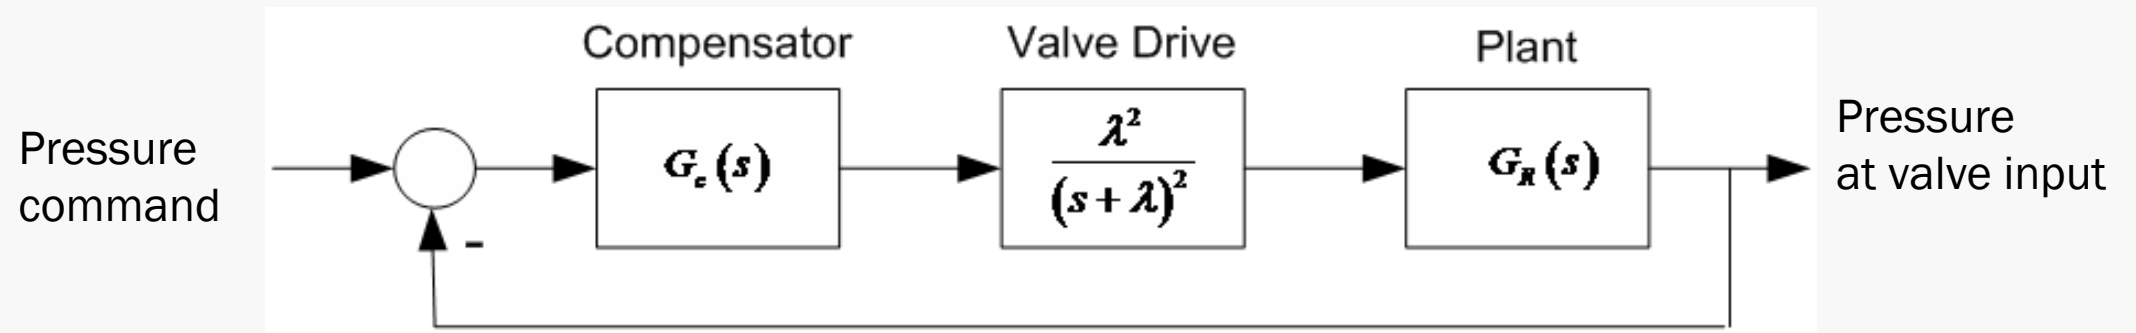 Compensator
Valve Drive
Plant
Pressure
command
G_c(s)
λ²
(s + λ)²
G_R(s)
Pressure
at valve input
-